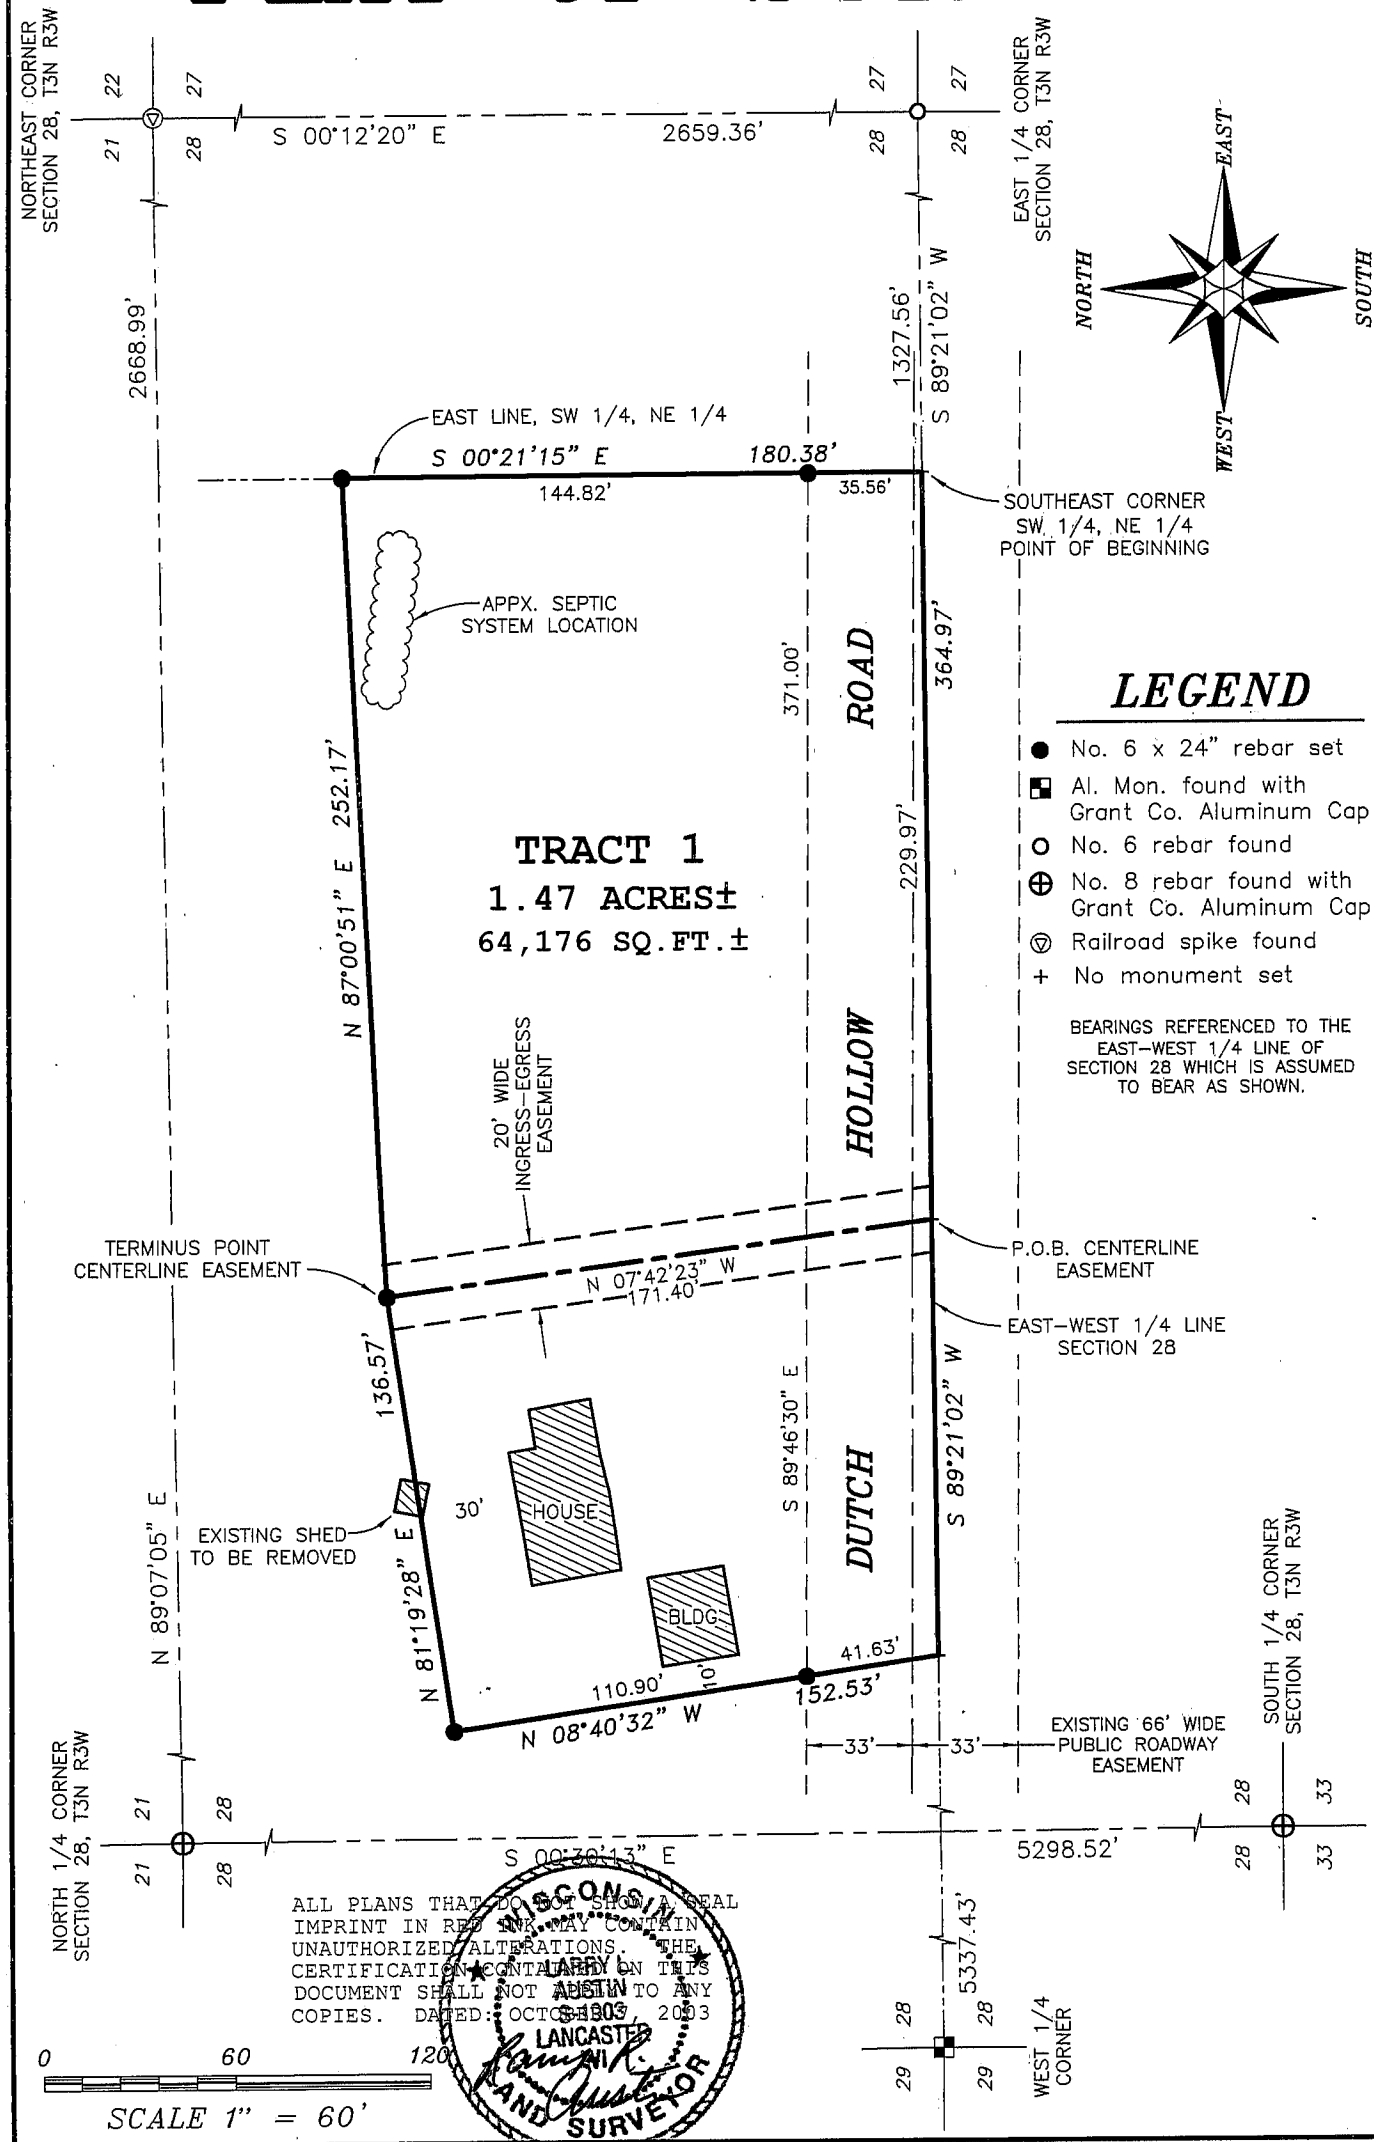 NORTHEAST CORNER
SECTION 28, T3N R3W
22
27
21
28
S 00°12'20" E
2659.36'
27
27
28
28
EAST 1/4 CORNER
SECTION 28, T3N R3W
EAST
NORTH
SOUTH
WEST
2668.99'
1327.56'
S 89°21'02" W
EAST LINE, SW 1/4, NE 1/4
S 00°21'15" E
180.38'
144.82'
35.56'
SOUTHEAST CORNER
SW 1/4, NE 1/4
POINT OF BEGINNING
APPX. SEPTIC
SYSTEM LOCATION
371.00'
ROAD
364.97'
LEGEND
No. 6 x 24" rebar set
Al. Mon. found with
Grant Co. Aluminum Cap
No. 6 rebar found
No. 8 rebar found with
Grant Co. Aluminum Cap
Railroad spike found
+ No monument set
BEARINGS REFERENCED TO THE
EAST-WEST 1/4 LINE OF
SECTION 28 WHICH IS ASSUMED
TO BEAR AS SHOWN.
N 87°00'51" E 252.17'
TRACT 1
1.47 ACRES±
64,176 SQ.FT.±
229.97'
20' WIDE
INGRESS-EGRESS
EASEMENT
HOLLOW
TERMINUS POINT
CENTERLINE EASEMENT
N 07°42'23" W
171.40'
P.O.B. CENTERLINE
EASEMENT
EAST-WEST 1/4 LINE
SECTION 28
136.57'
S 89°46'30" E
DUTCH
S 89°21'02" W
N 89°07'05" E
EXISTING SHED
TO BE REMOVED
30'
HOUSE
BLDG
N 81°19'28" E
10'
41.63'
110.90'
152.53'
N 08°40'32" W
33'
33'
EXISTING 66' WIDE
PUBLIC ROADWAY
EASEMENT
SOUTH 1/4 CORNER
SECTION 28, T3N R3W
NORTH 1/4 CORNER
SECTION 28, T3N R3W
21
28
21
28
S 00°30'13" E
5298.52'
28
33
28
33
ALL PLANS THAT DO NOT SHOW A SEAL
IMPRINT IN RED INK MAY CONTAIN
UNAUTHORIZED ALTERATIONS. THE
CERTIFICATION CONTAINED ON THIS
DOCUMENT SHALL NOT APPLY TO ANY
COPIES. DATED: OCTOBER 2003
WISCONSIN
LARRY L.
AUSTIN
S-1303
LANCASTER
WI
LAND SURVEYOR
5337.43'
28
28
29
29
WEST 1/4
CORNER
0
60
120
SCALE 1" = 60'